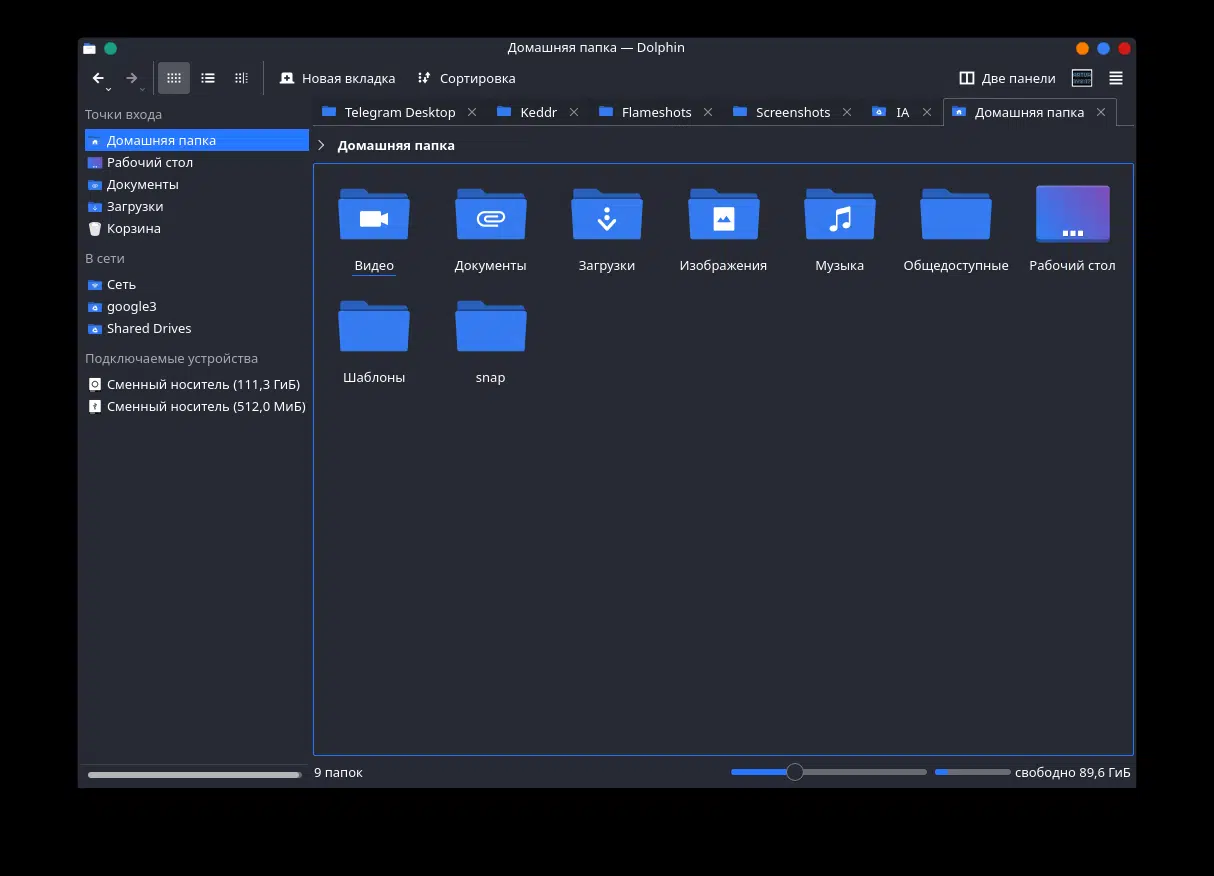 Домашняя папка — Dolphin
Новая вкладка
Сортировка
Две панели
Точки входа
Домашняя папка
Рабочий стол
Документы
Загрузки
Корзина
В сети
Сеть
google3
Shared Drives
Подключаемые устройства
Сменный носитель (111,3 ГиБ)
Сменный носитель (512,0 МиБ)
Telegram Desktop
Keddr
Flameshots
Screenshots
IA
Домашняя папка
Домашняя папка
Видео
Документы
Загрузки
Изображения
Музыка
Общедоступные
Рабочий стол
Шаблоны
snap
9 папок
свободно 89,6 ГиБ